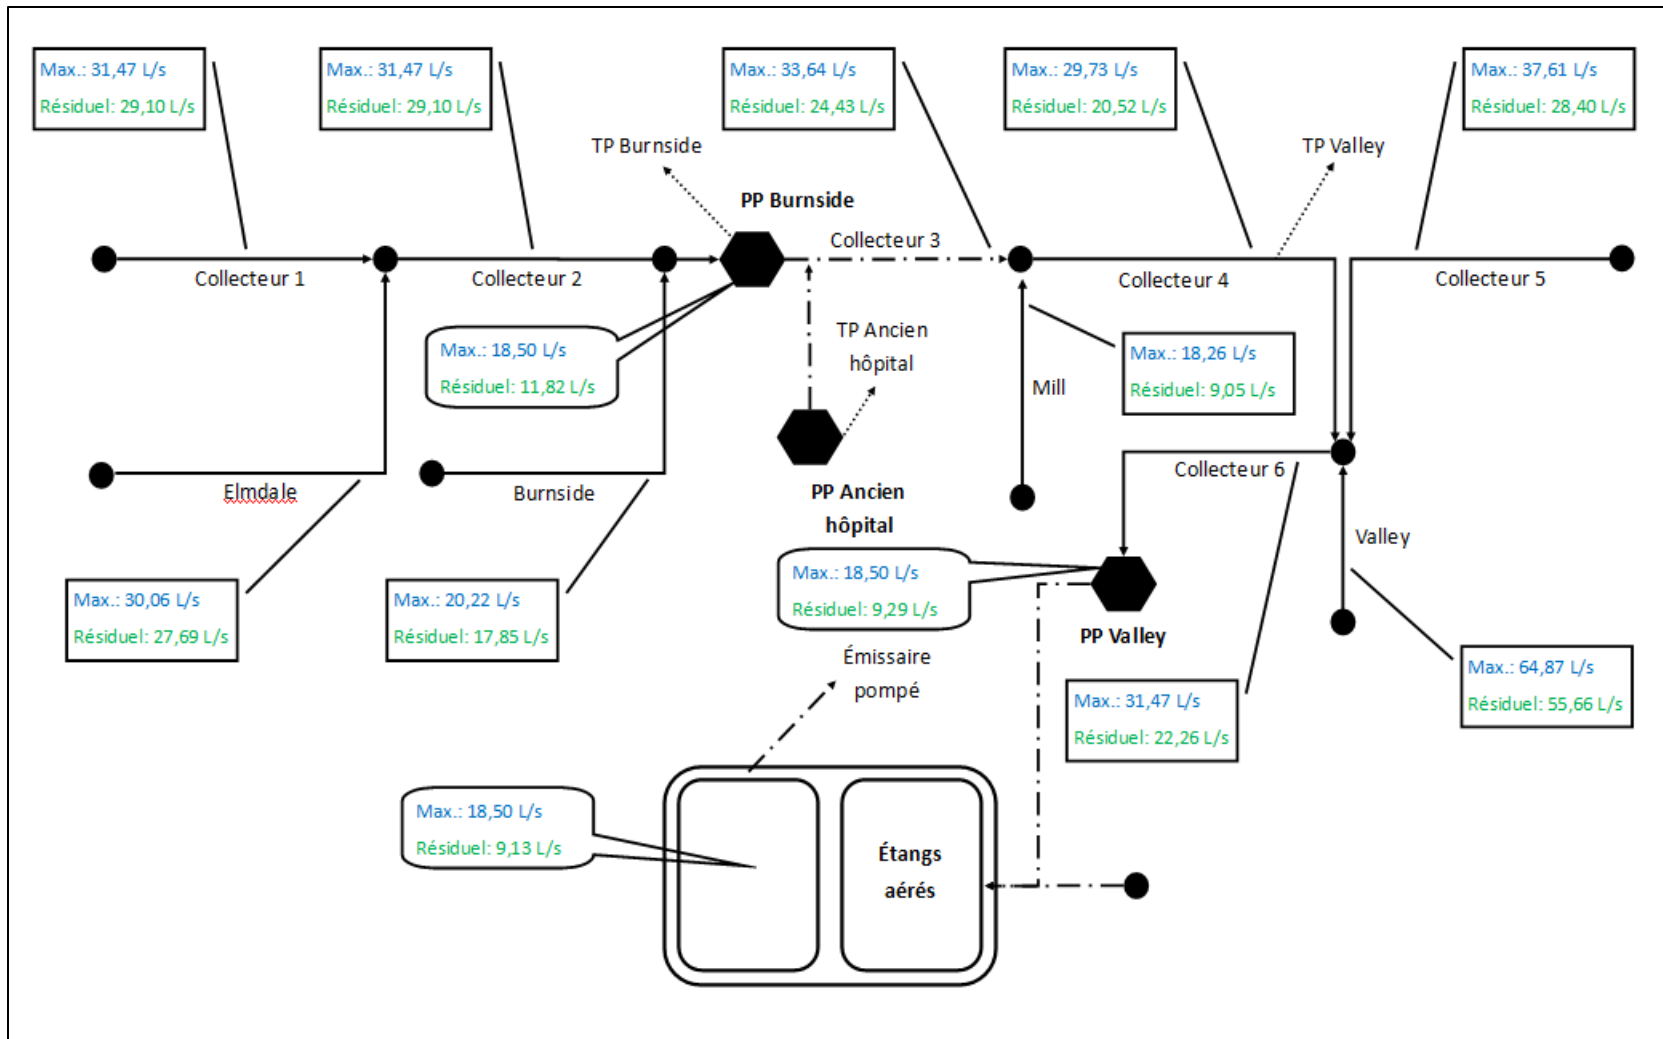 Max.: 31,47 L/s
Résiduel: 29,10 L/s
Max.: 31,47 L/s
Résiduel: 29,10 L/s
Max.: 33,64 L/s
Résiduel: 24,43 L/s
Max.: 29,73 L/s
Résiduel: 20,52 L/s
Max.: 37,61 L/s
Résiduel: 28,40 L/s
TP Burnside
TP Valley
PP Burnside
Collecteur 3
Collecteur 1
Collecteur 2
Collecteur 4
Collecteur 5
Max.: 18,50 L/s
Résiduel: 11,82 L/s
TP Ancien
hôpital
Max.: 18,26 L/s
Résiduel: 9,05 L/s
Mill
Collecteur 6
Elmdale
Burnside
PP Ancien
hôpital
Valley
Max.: 18,50 L/s
Résiduel: 9,29 L/s
PP Valley
Max.: 30,06 L/s
Résiduel: 27,69 L/s
Max.: 20,22 L/s
Résiduel: 17,85 L/s
Émissaire
pompé
Max.: 64,87 L/s
Résiduel: 55,66 L/s
Max.: 31,47 L/s
Résiduel: 22,26 L/s
Max.: 18,50 L/s
Résiduel: 9,13 L/s
Étangs
aérés